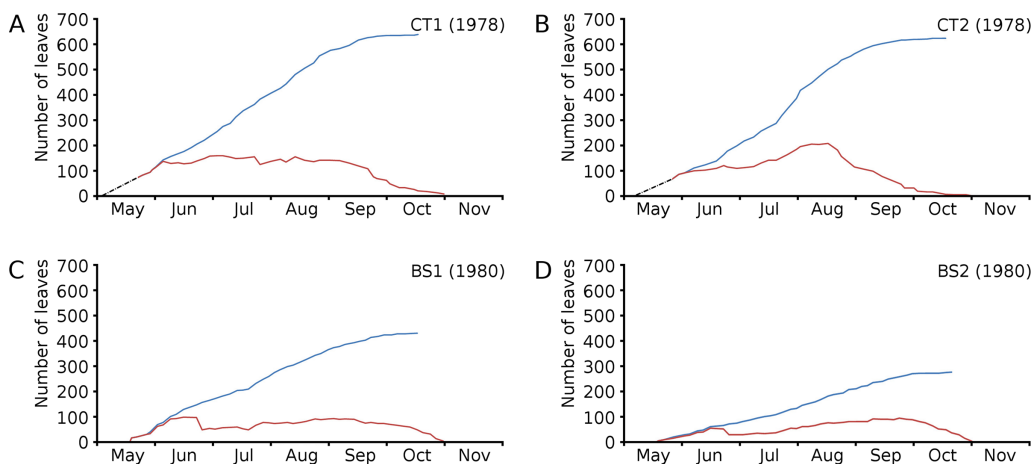 A
CT1 (1978)
Number of leaves
700
600
500
400
300
200
100
0
May Jun Jul Aug Sep Oct Nov
B
CT2 (1978)
Number of leaves
700
600
500
400
300
200
100
0
May Jun Jul Aug Sep Oct Nov
C
BS1 (1980)
Number of leaves
700
600
500
400
300
200
100
0
May Jun Jul Aug Sep Oct Nov
D
BS2 (1980)
Number of leaves
700
600
500
400
300
200
100
0
May Jun Jul Aug Sep Oct Nov